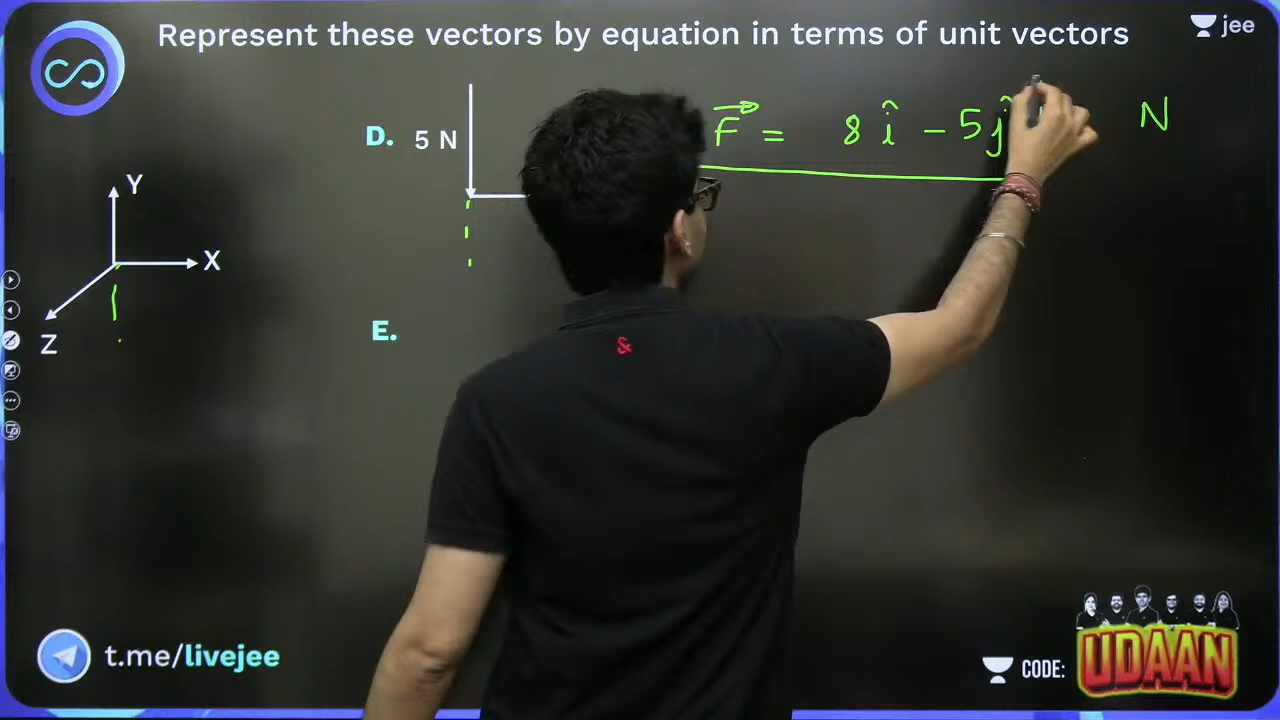 Represent these vectors by equation in terms of unit vectors
jee
D. 5 N
F = 8 î – 5 ĵ N
Y
X
Z
E.
&
t.me/livejee
CODE:
UDAAN